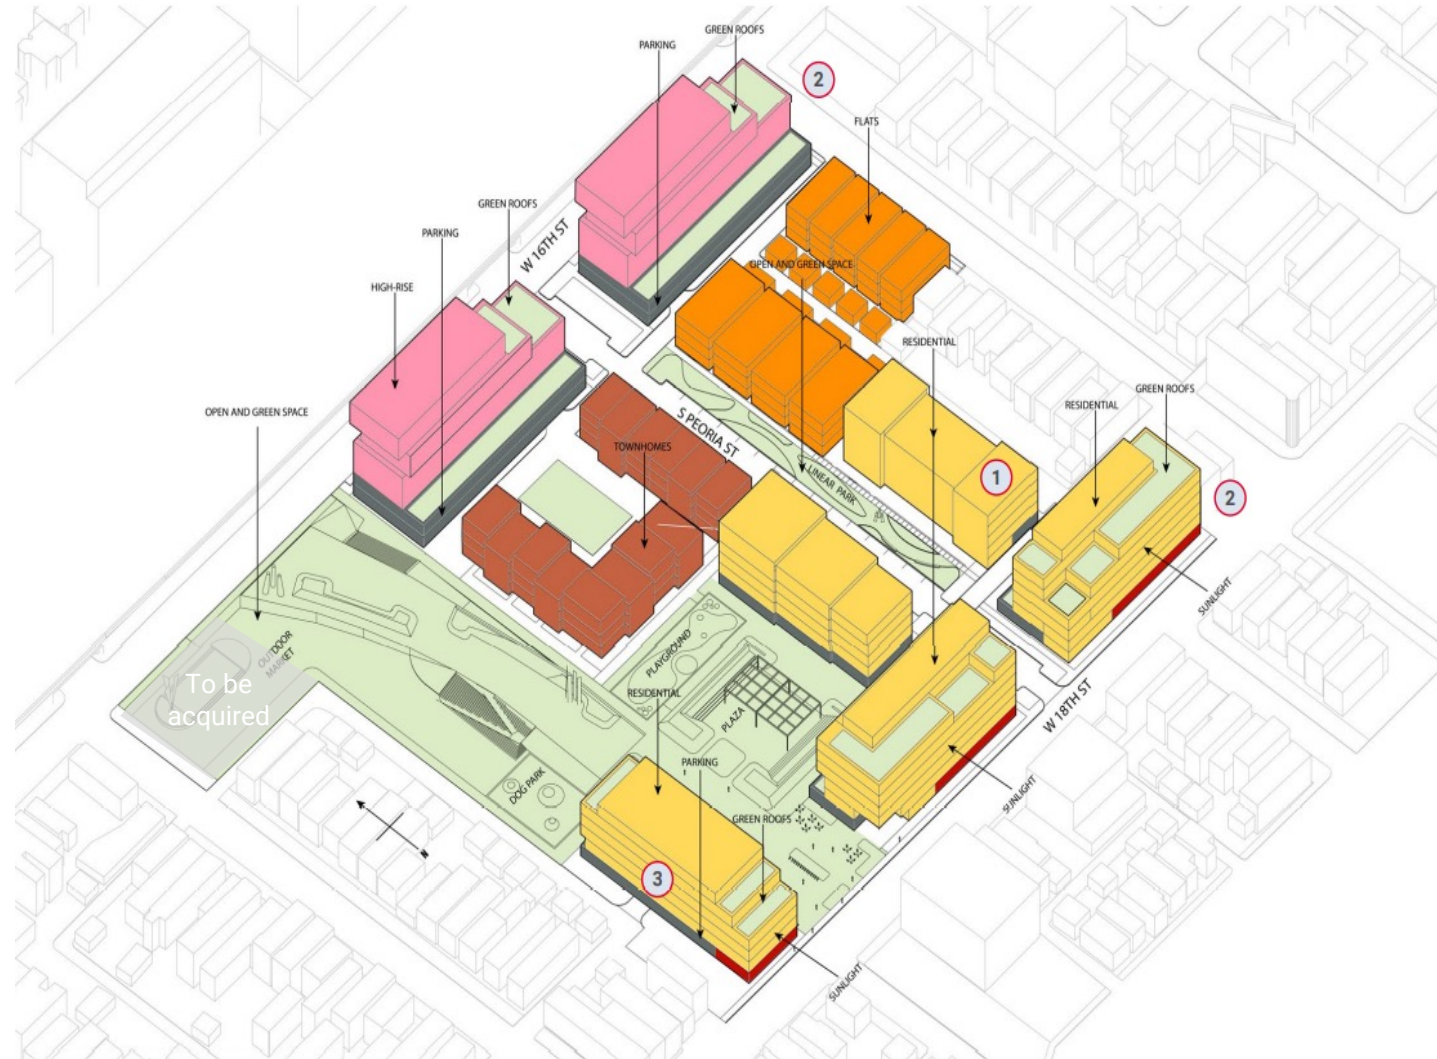 GREEN ROOFS
PARKING
2
FLATS
GREEN ROOFS
W 16TH ST
PARKING
OPEN AND GREEN SPACE
HIGH-RISE
RESIDENTIAL
GREEN ROOFS
RESIDENTIAL
OPEN AND GREEN SPACE
S PEORIA ST
TOWNHOMES
LINEAR PARK
1
2
SUNLIGHT
OUTDOOR
MARKET
PLAYGROUND
To be
acquired
RESIDENTIAL
PLAZA
W 18TH ST
PARKING
DOG PARK
SUNLIGHT
GREEN ROOFS
N
3
SUNLIGHT